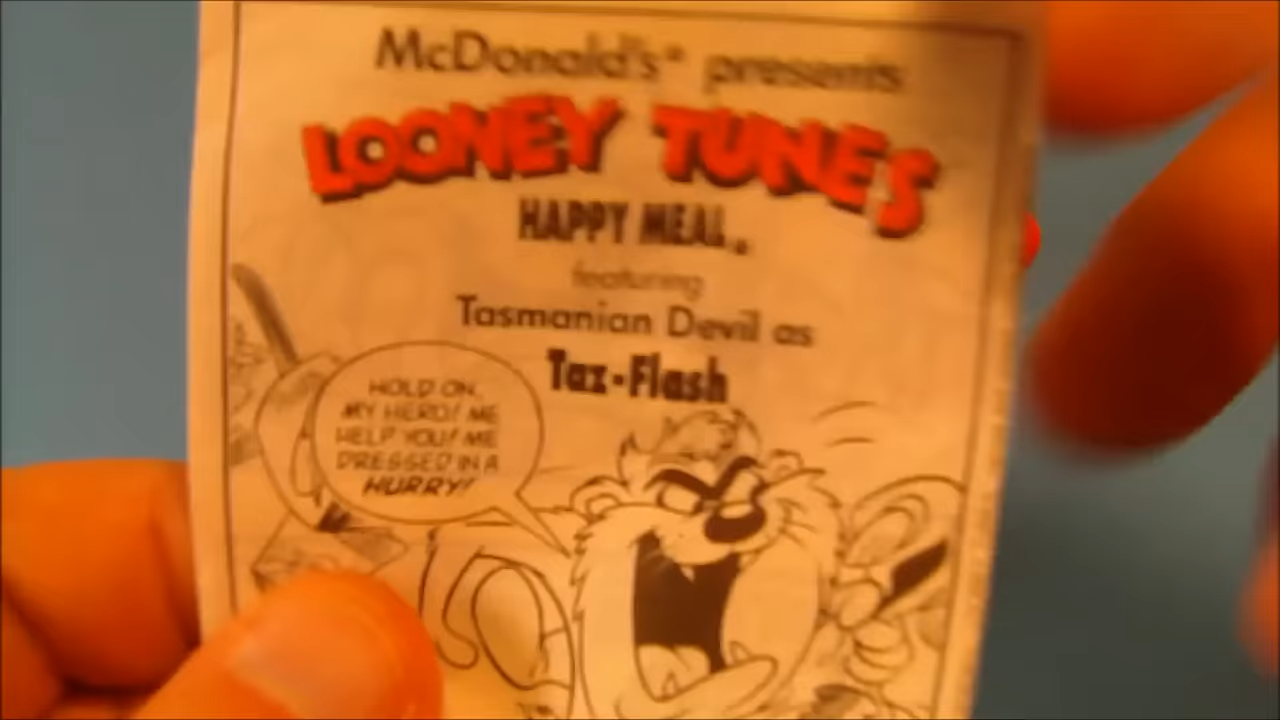 McDonald's® presents
LOONEY TUNES
HAPPY MEAL®
featuring
Tasmanian Devil as
Taz-Flash
HOLD ON,
MY HERO! ME
HELP YOU! ME
DRESSED IN A
HURRY!